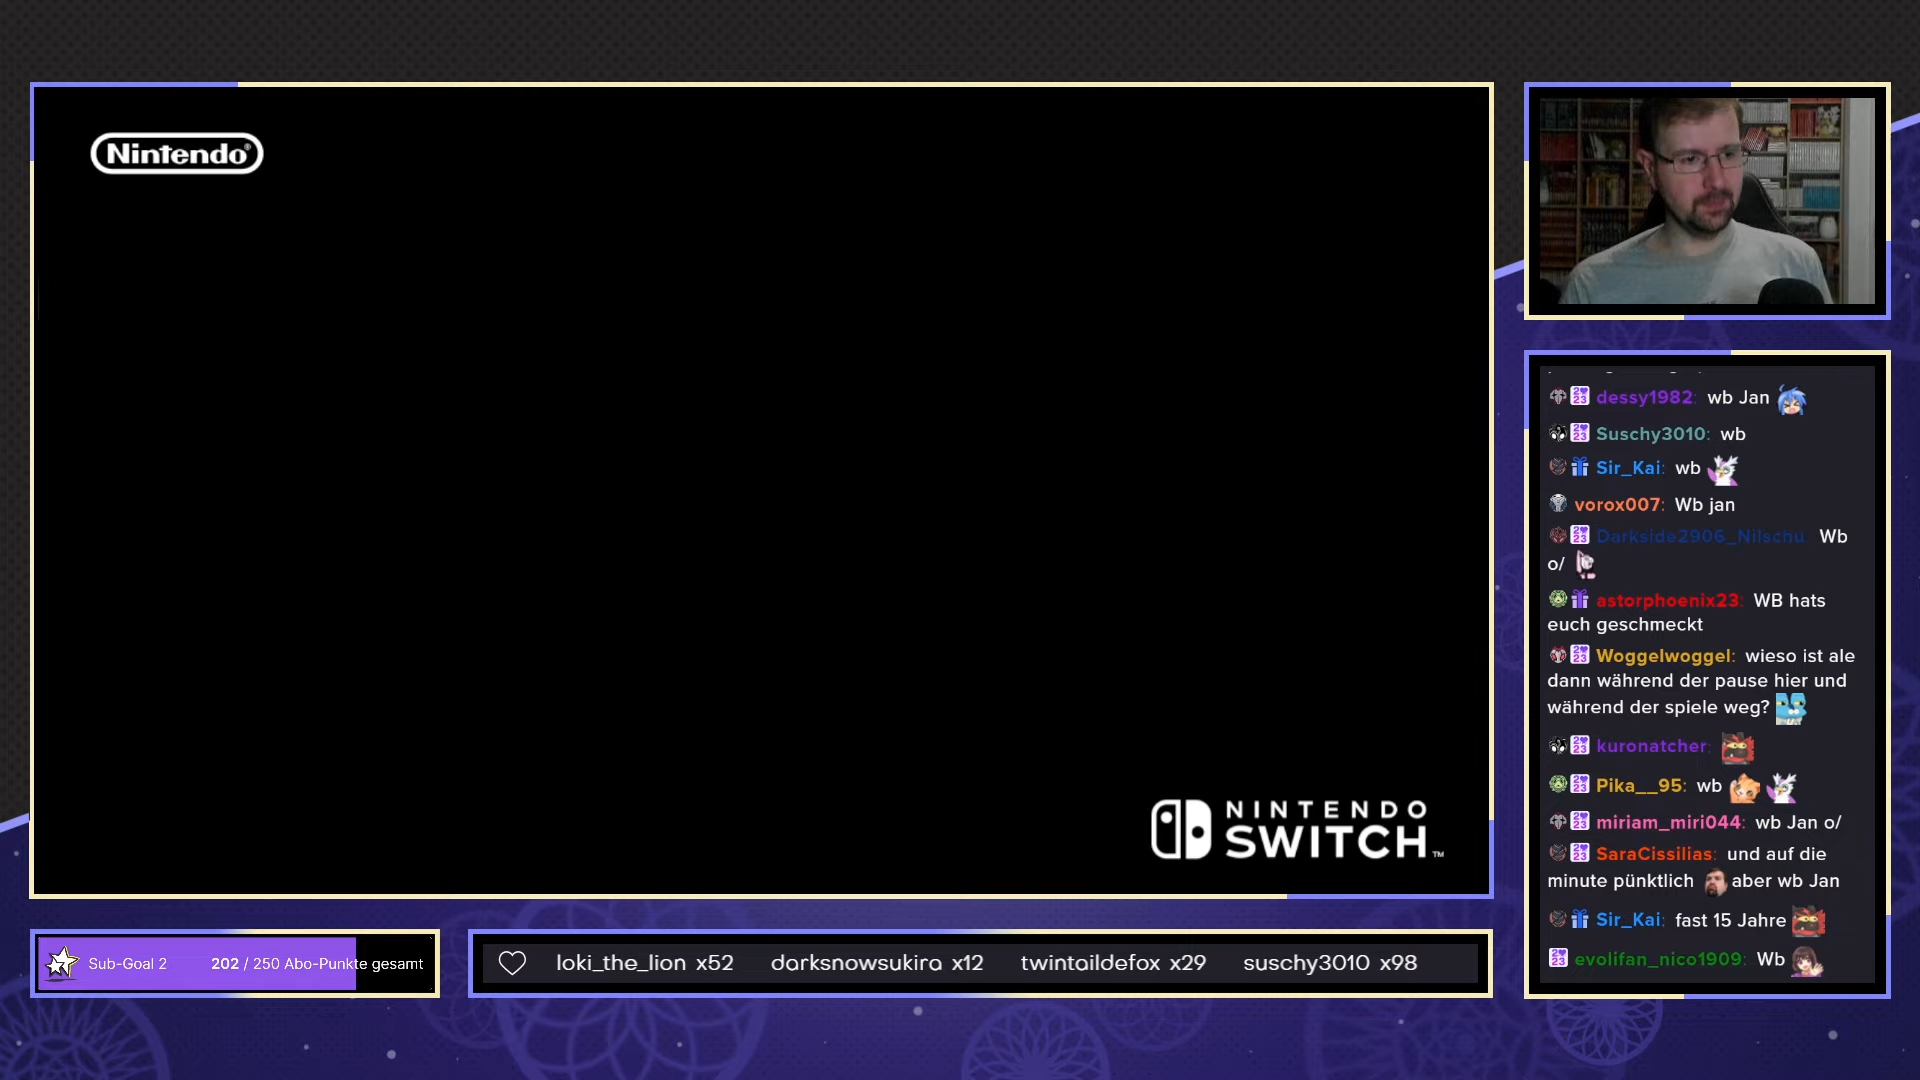 Nintendo®
NINTENDO
SWITCH™
dessy1982: wb Jan
Suschy3010: wb
Sir_Kai: wb
vorox007: Wb jan
Darkside2906_Nilschu: Wb
o/
astorphoenix23: WB hats
euch geschmeckt
Woggelwoggel: wieso ist ale
dann während der pause hier und
während der spiele weg?
kuronatcher:
Pika__95: wb
miriam_miri044: wb Jan o/
SaraCissilias: und auf die
minute pünktlich aber wb Jan
Sir_Kai: fast 15 Jahre
evolifan_nico1909: Wb
Sub-Goal 2 202 / 250 Abo-Punkte gesamt
loki_the_lion x52 darksnowsukira x12 twintaildefox x29 suschy3010 x98